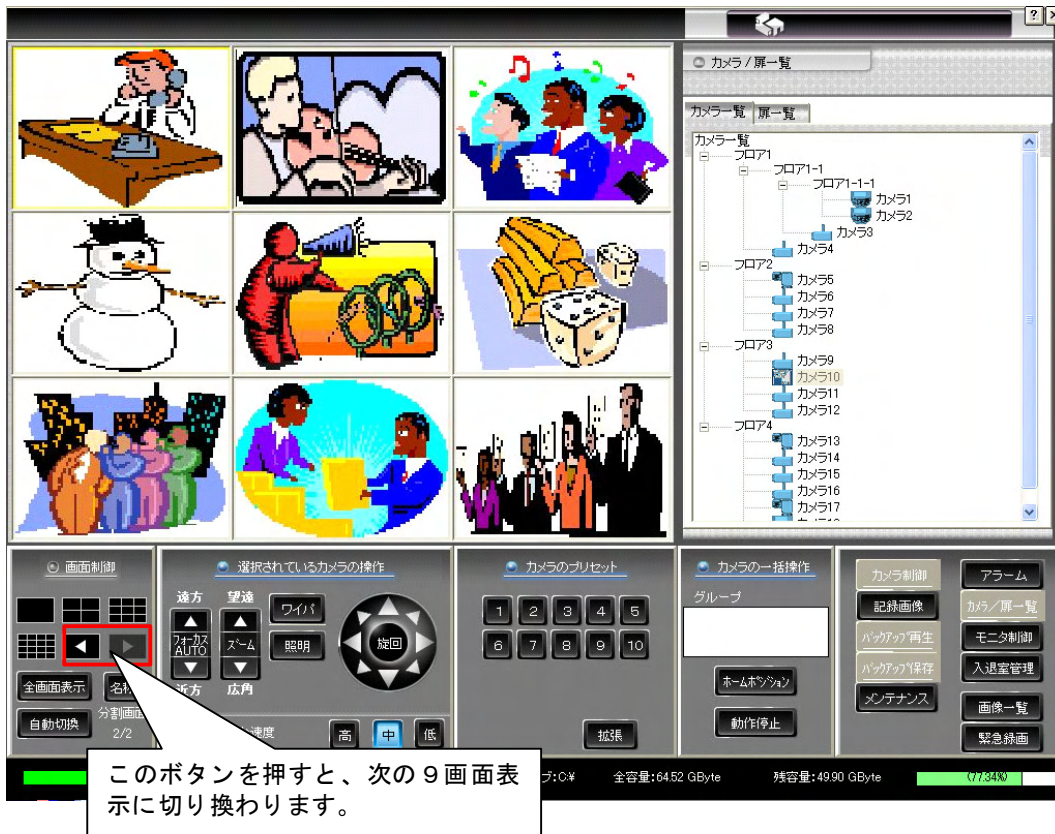 カメラ / 扉一覧
カメラ一覧 扉一覧
カメラ一覧
フロア1
フロア1-1
フロア1-1-1
カメラ1
カメラ2
カメラ3
カメラ4
フロア2
カメラ5
カメラ6
カメラ7
カメラ8
フロア3
カメラ9
カメラ10
カメラ11
カメラ12
フロア4
カメラ13
カメラ14
カメラ15
カメラ16
カメラ17
画面制御
全画面表示
自動切換
分割画面
2/2
選択されているカメラの操作
遠方 望遠
フォーカス AUTO
ズーム
近方 広角
ワイパ
照明
旋回
速度
高 中 低
カメラのプリセット
1 2 3 4 5
6 7 8 9 10
拡張
カメラの一括操作
グループ
ホームポジション
動作停止
カメラ制御
記録画像
バックアップ再生
バックアップ保存
メンテナンス
アラーム
カメラ/扉一覧
モニタ制御
入退室管理
画像一覧
緊急録画
このボタンを押すと、次の9画面表
示に切り換わります。
:C:¥ 全容量:64.52 GByte 残容量:49.90 GByte (77.34%)